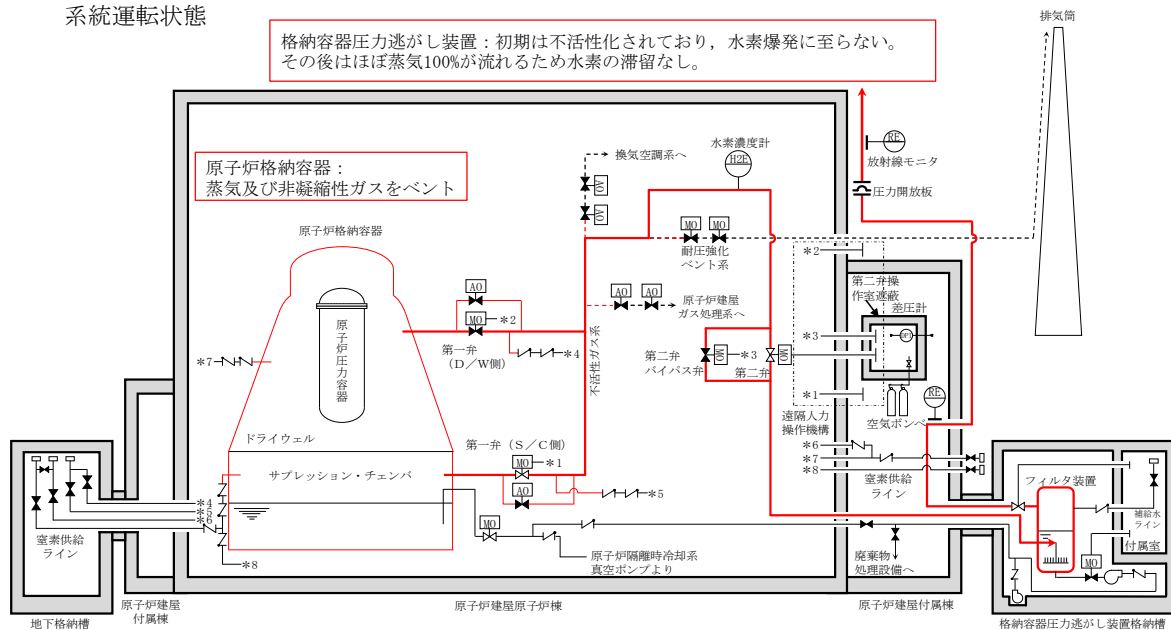 系統運転状態
排気筒
格納容器圧力逃がし装置：初期は不活性化されており，水素爆発に至らない。
その後はほぼ蒸気100%が流れるため水素の滞留なし。
水素濃度計
H2E
RE
放射線モニタ
換気空調系へ
原子炉格納容器：
蒸気及び非凝縮性ガスをベント
AO
AO
圧力開放板
原子炉格納容器
MO
MO
耐圧強化
ベント系
＊2
第二弁操
作室遮蔽
差圧計
AO
AO
AO
原子炉建屋
ガス処理系へ
MO
＊2
原子炉圧力容器
不活性ガス系
＊3
DPT
＊7
第一弁
（D／W側）
＊4
第二弁
バイパス弁
MO
＊3
第二弁
MO
＊1
RE
遠隔人力
操作機構
空気ボンベ
ドライウェル
第一弁（S／C側）
＊6
＊7
＊8
MO
＊1
サプレッション・チェンバ
AO
＊5
窒素供給
ライン
フィルタ装置
＊4
＊5
＊6
補給水
ライン
付属室
窒素供給
ライン
MO
MO
＊8
原子炉隔離時冷却系
真空ポンプより
廃棄物
処理設備へ
原子炉建屋
付属棟
原子炉建屋原子炉棟
原子炉建屋付属棟
地下格納槽
格納容器圧力逃がし装置格納槽